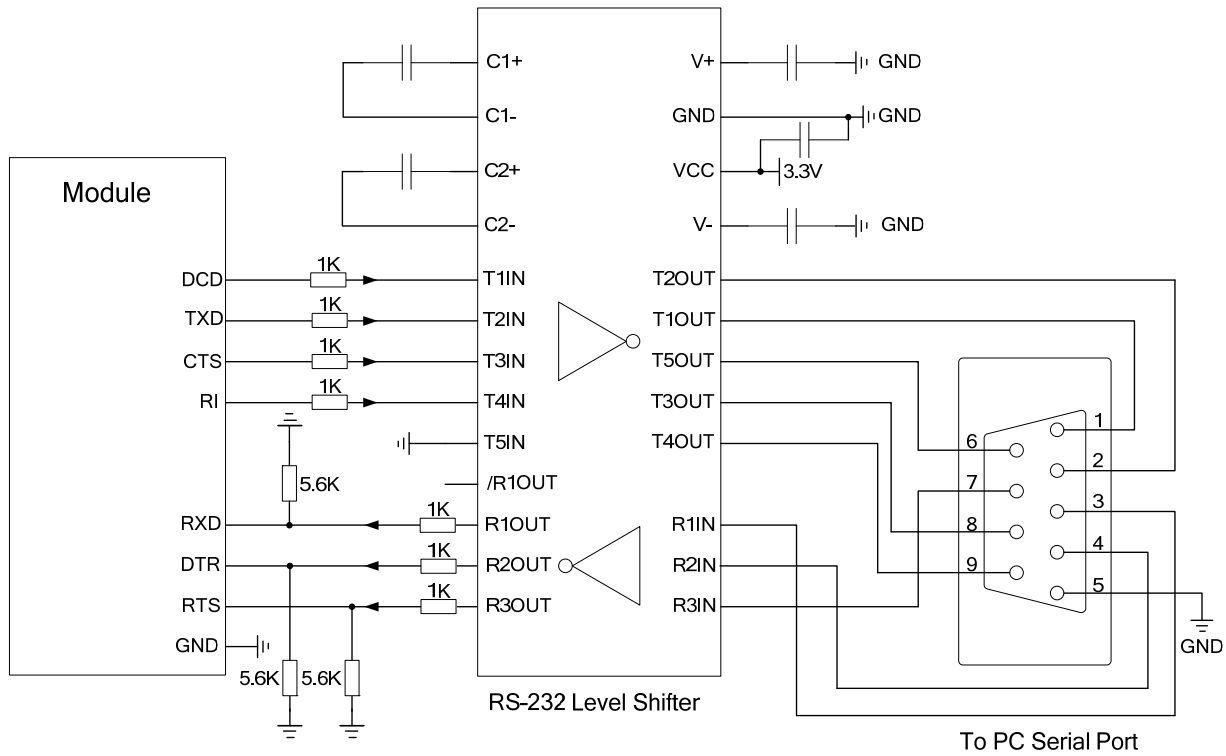 Module
DCD
TXD
CTS
RI
RXD
DTR
RTS
GND
1K
1K
1K
1K
5.6K
1K
1K
1K
5.6K
5.6K
C1+
C1-
C2+
C2-
T1IN
T2IN
T3IN
T4IN
T5IN
/R1OUT
R1OUT
R2OUT
R3OUT
V+
GND
VCC
V-
T2OUT
T1OUT
T5OUT
T3OUT
T4OUT
R1IN
R2IN
R3IN
GND
GND
3.3V
GND
6
7
8
9
1
2
3
4
5
GND
RS-232 Level Shifter
To PC Serial Port